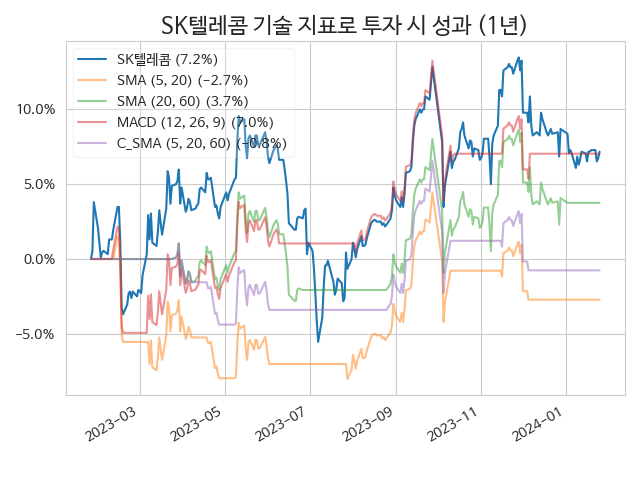 SK텔레콤 기술 지표로 투자 시 성과 (1년)
SK텔레콤 (7.2%)
SMA (5, 20) (−2.7%)
SMA (20, 60) (3.7%)
MACD (12, 26, 9) (7.0%)
C_SMA (5, 20, 60) (−0.8%)
10.0%
5.0%
0.0%
−5.0%
2023-03
2023-05
2023-07
2023-09
2023-11
2024-01